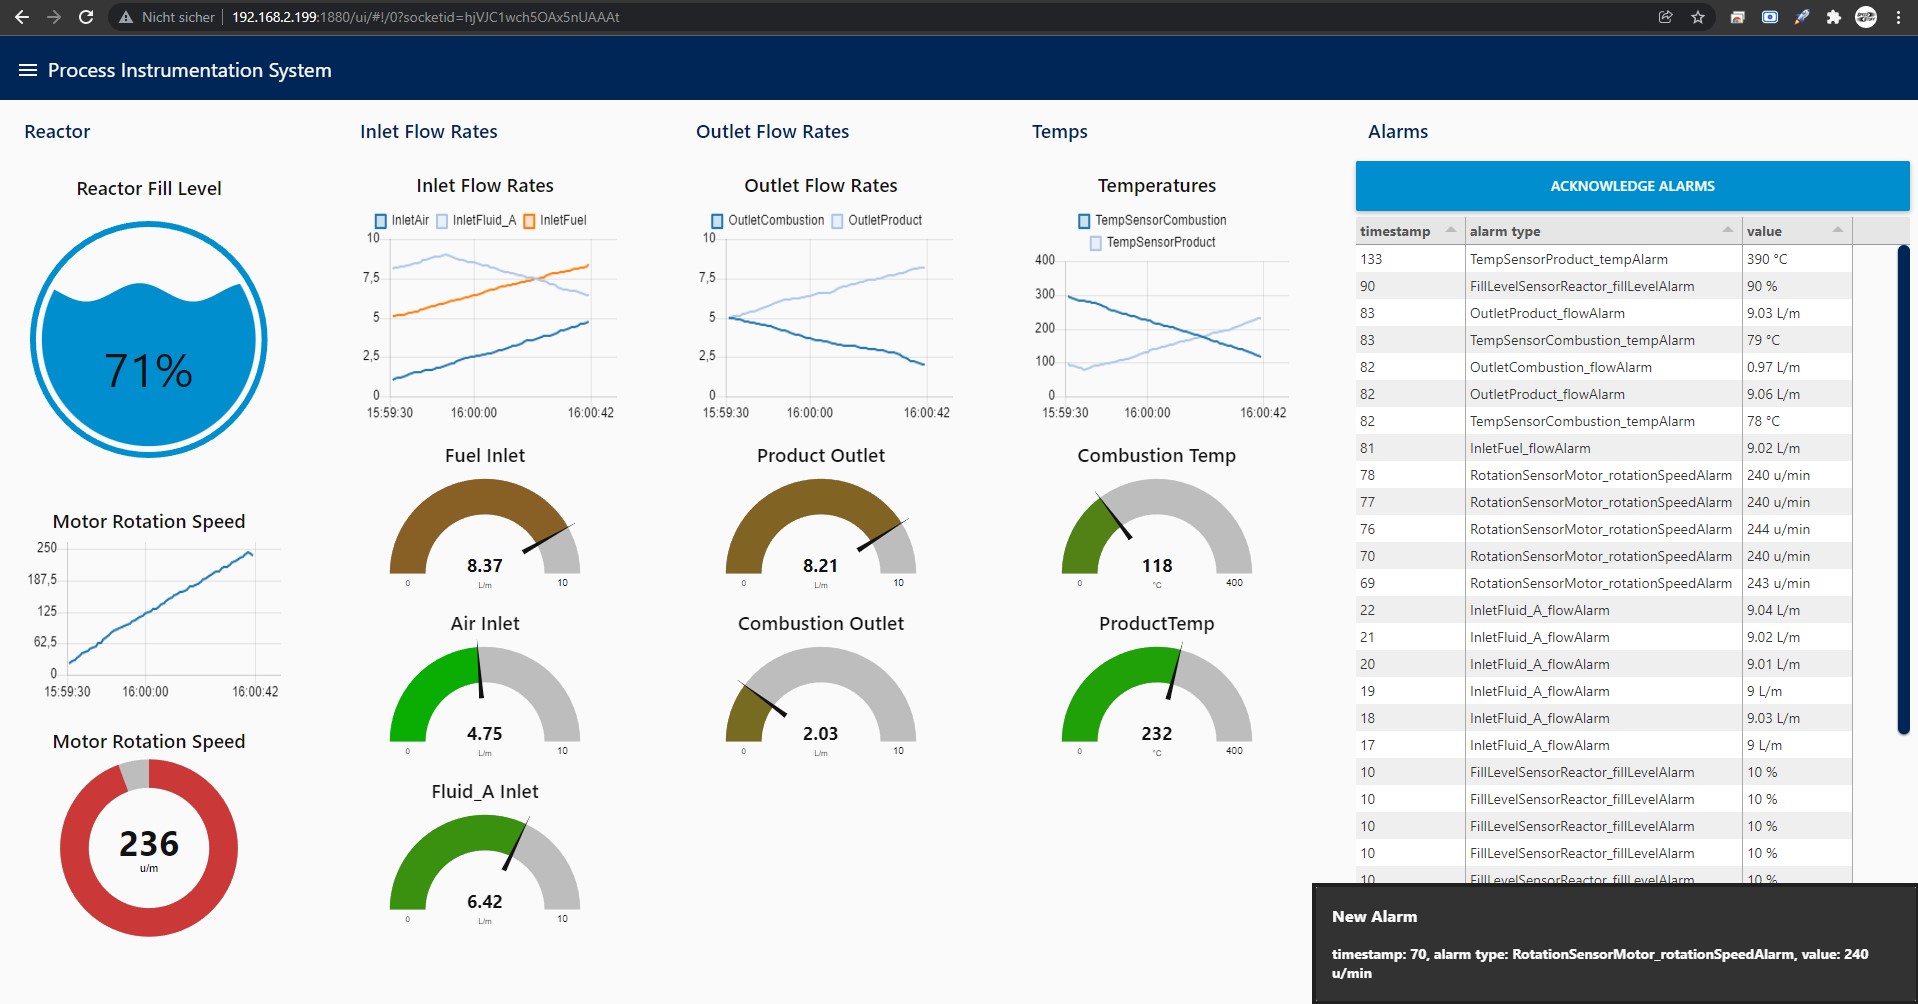 Nicht sicher 192.168.2.199:1880/ui/#!/0?socketid=hjVJC1wch5OAx5nUAAAt
Process Instrumentation System
Reactor
Reactor Fill Level
71%
Motor Rotation Speed
250
187,5
125
62,5
0
15:59:30 16:00:00 16:00:42
Motor Rotation Speed
236
u/m
Inlet Flow Rates
Inlet Flow Rates
InletAir InletFluid_A InletFuel
10
7,5
5
2,5
0
15:59:30 16:00:00 16:00:42
Fuel Inlet
8.37
0 L/m 10
Air Inlet
4.75
0 L/m 10
Fluid_A Inlet
6.42
0 L/m 10
Outlet Flow Rates
Outlet Flow Rates
OutletCombustion OutletProduct
10
7,5
5
2,5
0
15:59:30 16:00:00 16:00:42
Product Outlet
8.21
0 L/m 10
Combustion Outlet
2.03
0 L/m 10
Temps
Temperatures
TempSensorCombustion
TempSensorProduct
400
300
200
100
0
15:59:30 16:00:00 16:00:42
Combustion Temp
118
0 °C 400
ProductTemp
232
0 °C 400
Alarms
ACKNOWLEDGE ALARMS
timestamp alarm type value
133 TempSensorProduct_tempAlarm 390 °C
90 FillLevelSensorReactor_fillLevelAlarm 90 %
83 OutletProduct_flowAlarm 9.03 L/m
83 TempSensorCombustion_tempAlarm 79 °C
82 OutletCombustion_flowAlarm 0.97 L/m
82 OutletProduct_flowAlarm 9.06 L/m
82 TempSensorCombustion_tempAlarm 78 °C
81 InletFuel_flowAlarm 9.02 L/m
78 RotationSensorMotor_rotationSpeedAlarm 240 u/min
77 RotationSensorMotor_rotationSpeedAlarm 240 u/min
76 RotationSensorMotor_rotationSpeedAlarm 244 u/min
70 RotationSensorMotor_rotationSpeedAlarm 240 u/min
69 RotationSensorMotor_rotationSpeedAlarm 243 u/min
22 InletFluid_A_flowAlarm 9.04 L/m
21 InletFluid_A_flowAlarm 9.02 L/m
20 InletFluid_A_flowAlarm 9.01 L/m
19 InletFluid_A_flowAlarm 9 L/m
18 InletFluid_A_flowAlarm 9.03 L/m
17 InletFluid_A_flowAlarm 9 L/m
10 FillLevelSensorReactor_fillLevelAlarm 10 %
10 FillLevelSensorReactor_fillLevelAlarm 10 %
10 FillLevelSensorReactor_fillLevelAlarm 10 %
10 FillLevelSensorReactor_fillLevelAlarm 10 %
10 FillLevelSensorReactor_fillLevelAlarm 10 %
New Alarm
timestamp: 70, alarm type: RotationSensorMotor_rotationSpeedAlarm, value: 240
u/min